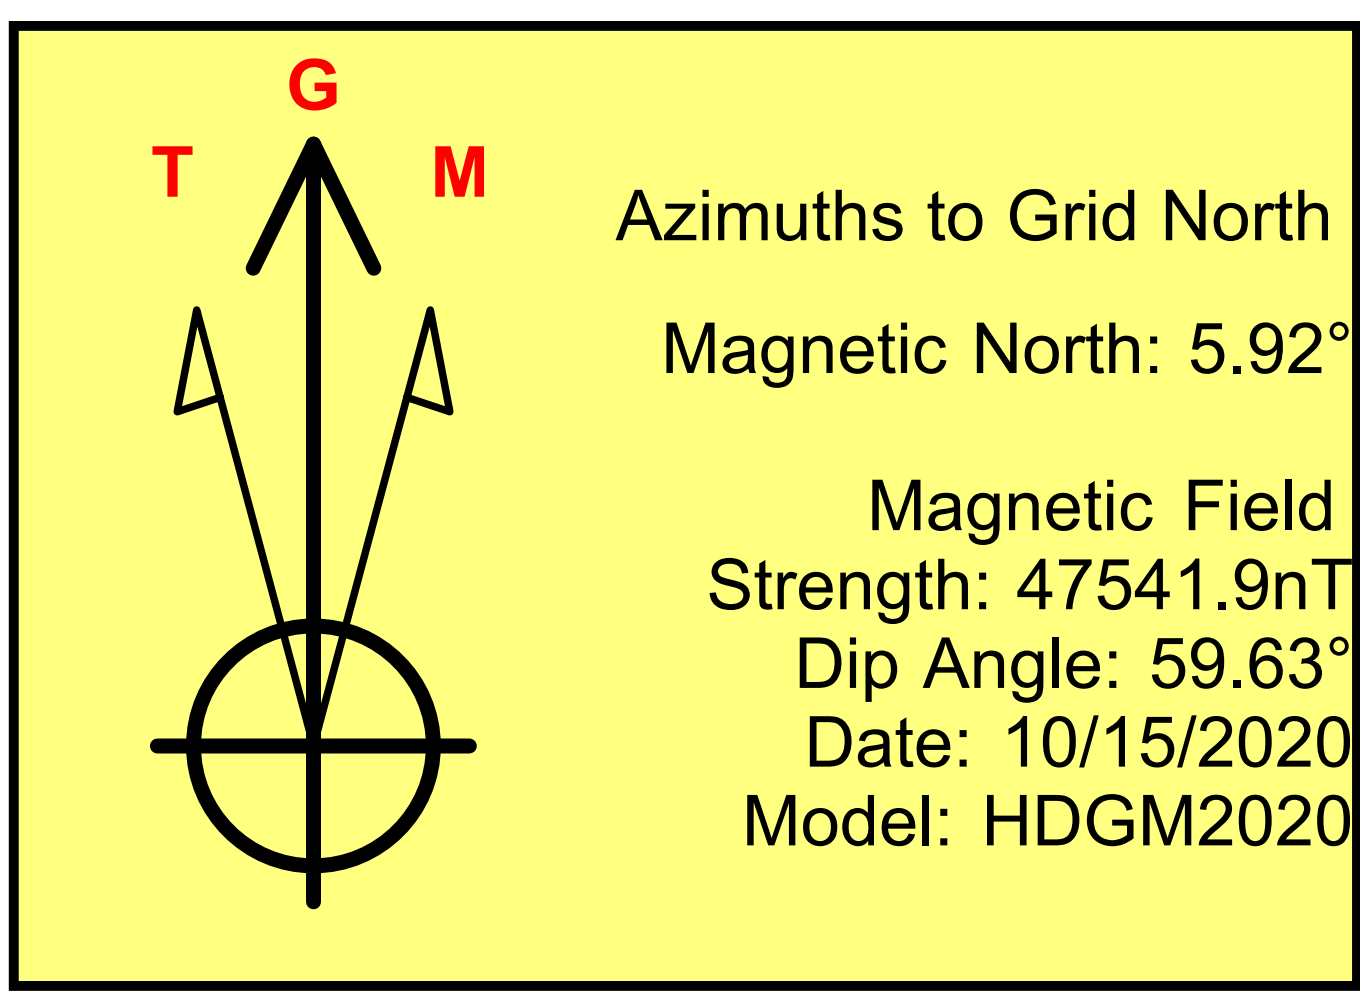 G
T
M
Azimuths to Grid North
Magnetic North: 5.92°
Magnetic Field
Strength: 47541.9nT
Dip Angle: 59.63°
Date: 10/15/2020
Model: HDGM2020